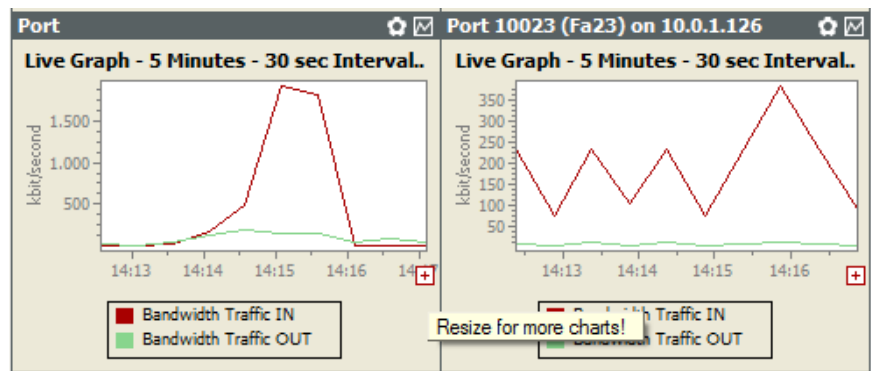 Port
Live Graph - 5 Minutes - 30 sec Interval..
kbit/second
1.500
1.000
500
14:13 14:14 14:15 14:16
Bandwidth Traffic IN
Bandwidth Traffic OUT
Port 10023 (Fa23) on 10.0.1.126
Live Graph - 5 Minutes - 30 sec Interval..
kbit/second
350
300
250
200
150
100
50
14:13 14:14 14:15 14:16
Resize for more charts!
Traffic IN
Traffic OUT